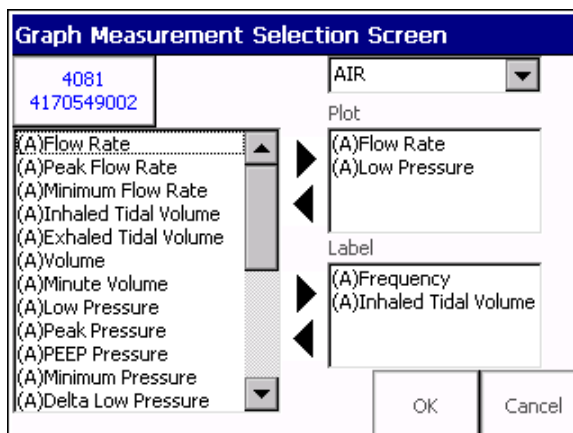 Graph Measurement Selection Screen
4081
4170549002
(A)Flow Rate
(A)Peak Flow Rate
(A)Minimum Flow Rate
(A)Inhaled Tidal Volume
(A)Exhaled Tidal Volume
(A)Volume
(A)Minute Volume
(A)Low Pressure
(A)Peak Pressure
(A)PEEP Pressure
(A)Minimum Pressure
(A)Delta Low Pressure
AIR
Plot
(A)Flow Rate
(A)Low Pressure
Label
(A)Frequency
(A)Inhaled Tidal Volume
OK
Cancel